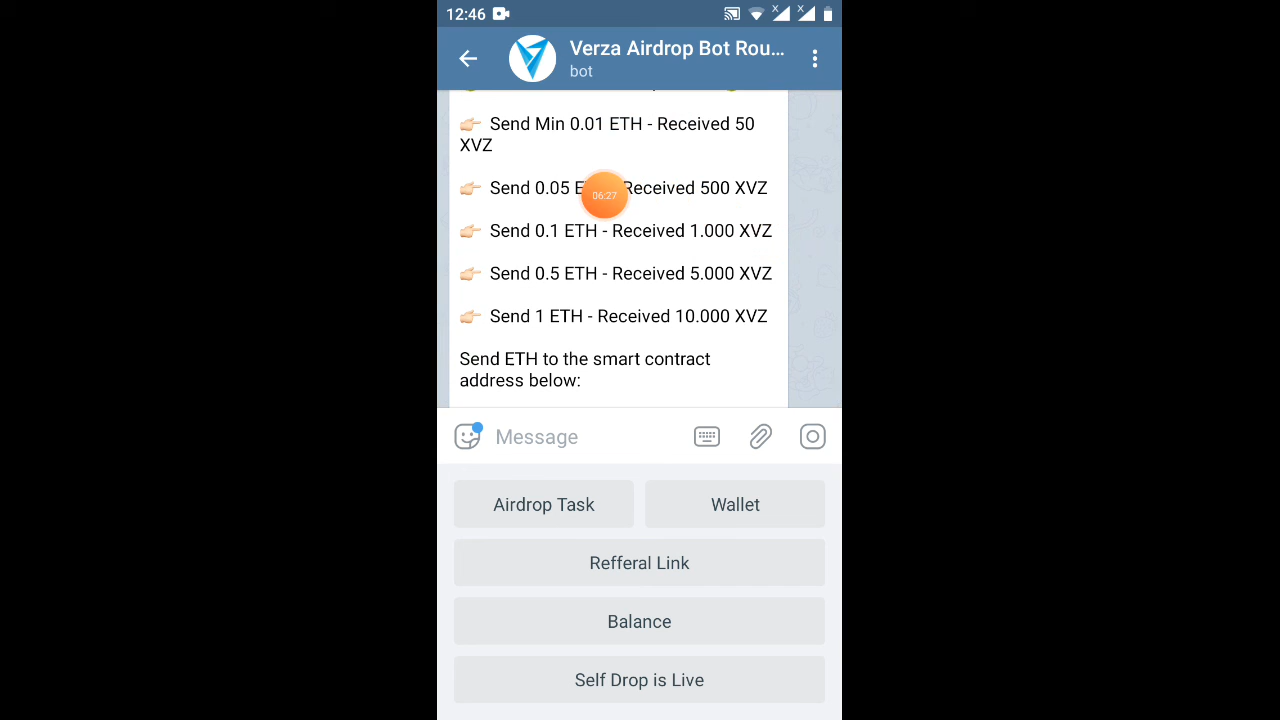 12:46
Verza Airdrop Bot Rou...
bot
Send Min 0.01 ETH - Received 50
XVZ
Send 0.05 Received 500 XVZ
06:27
Send 0.1 ETH - Received 1.000 XVZ
Send 0.5 ETH - Received 5.000 XVZ
Send 1 ETH - Received 10.000 XVZ
Send ETH to the smart contract
address below:
Message
Airdrop Task
Wallet
Refferal Link
Balance
Self Drop is Live